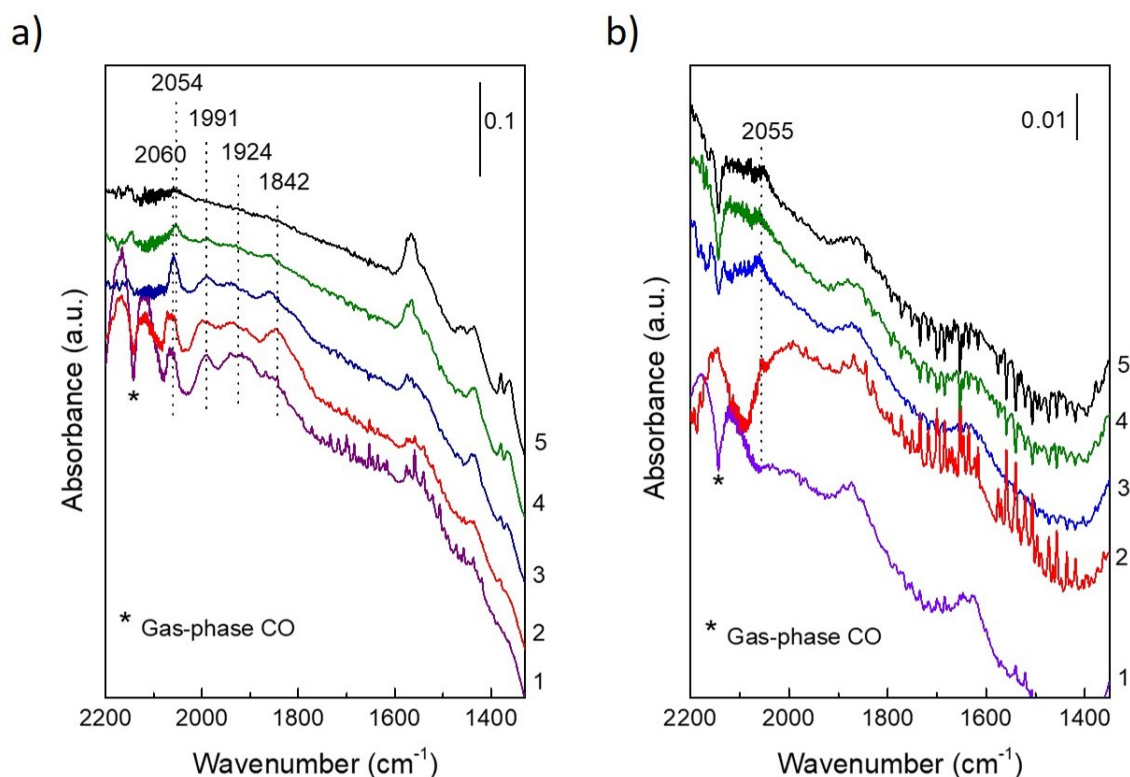 a)
2054
1991
2060
1924
1842
0.1
*
5
4
3
2
1
* Gas-phase CO
Absorbance (a.u.)
2200 2000 1800 1600 1400
Wavenumber (cm⁻¹)
b)
2055
0.01
*
5
4
3
2
1
* Gas-phase CO
Absorbance (a.u.)
2200 2000 1800 1600 1400
Wavenumber (cm⁻¹)